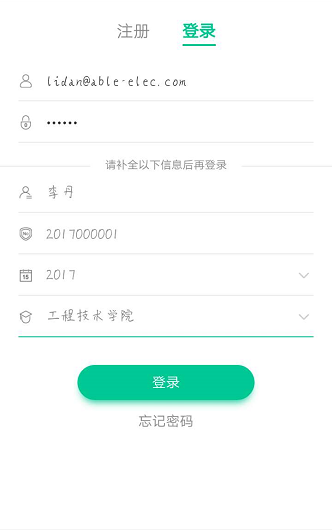 注册 登录
lidan@able-elec.com
••••••
请补全以下信息后再登录
李丹
2017000001
2017
工程技术学院
登录
忘记密码